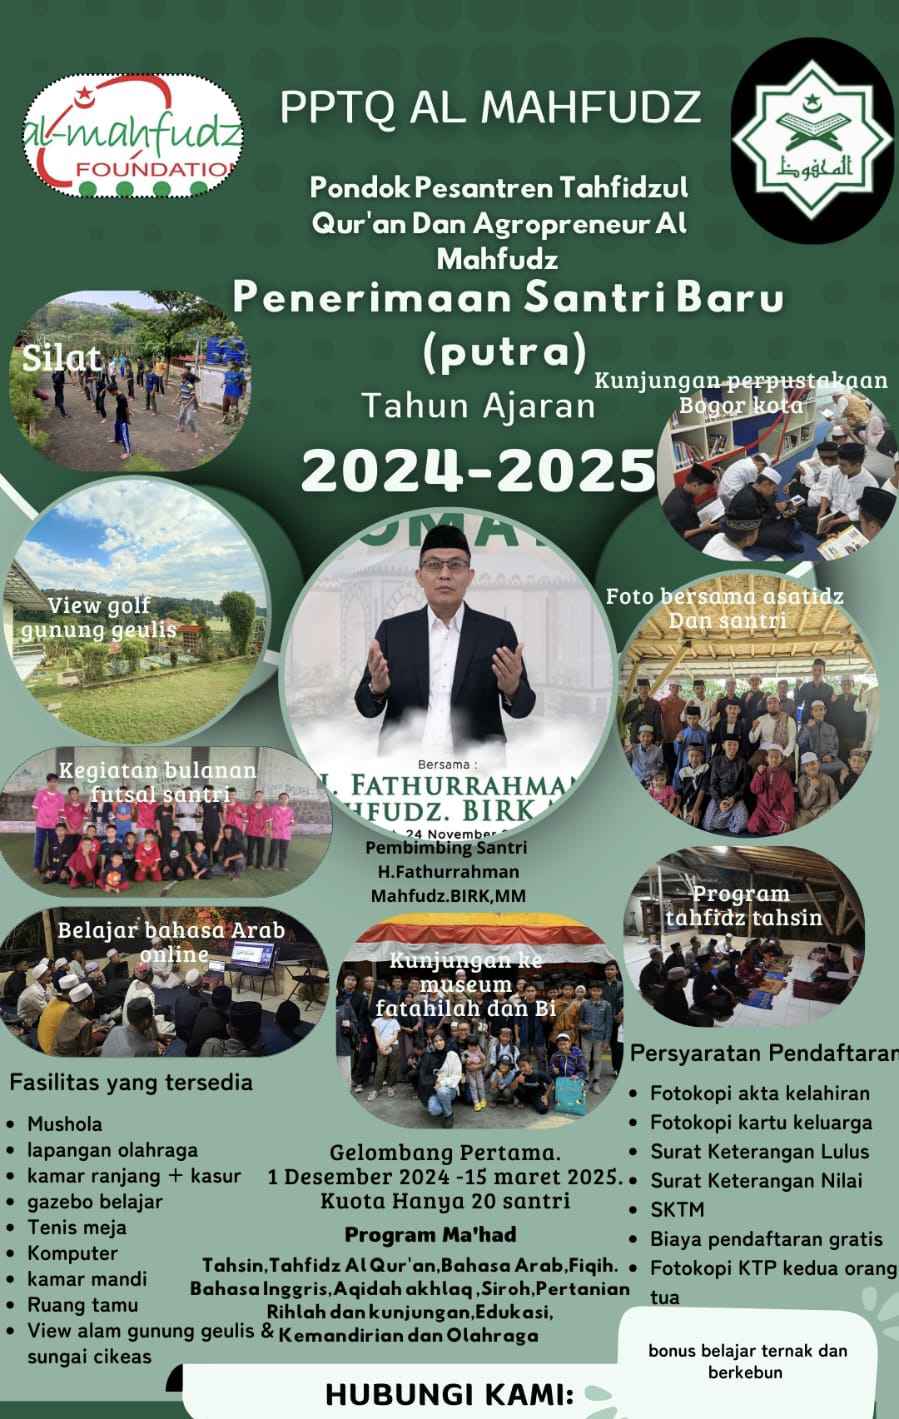 al-mahfudz
FOUNDATION
PPTQ AL MAHFUDZ
المحفوظ
Pondok Pesantren Tahfidzul
Qur'an Dan Agropreneur Al
Mahfudz
Penerimaan Santri Baru
(putra)
Tahun Ajaran
2024-2025
Silat
Kunjungan perpustakaan
Bogor kota
View golf
gunung geulis
Foto bersama asatidz
Dan santri
Bersama :
FATHURRAHMAN
BIRK
24 November
Pembimbing Santri
H.Fathurrahman
Mahfudz.BIRK,MM
Kegiatan bulanan
futsal santri
Program
tahfidz tahsin
Belajar bahasa Arab
online
Kunjungan ke
museum
fatahilah dan Bi
Fasilitas yang tersedia
• Mushola
• lapangan olahraga
• kamar ranjang + kasur
• gazebo belajar
• Tenis meja
• Komputer
• kamar mandi
• Ruang tamu
• View alam gunung geulis &
sungai cikeas
Gelombang Pertama.
1 Desember 2024 -15 maret 2025.
Kuota Hanya 20 santri
Program Ma'had
Tahsin,Tahfidz Al Qur'an,Bahasa Arab,Fiqih.
Bahasa Inggris,Aqidah akhlaq ,Siroh,Pertanian
Rihlah dan kunjungan,Edukasi,
Kemandirian dan Olahraga
Persyaratan Pendaftaran
• Fotokopi akta kelahiran
• Fotokopi kartu keluarga
• Surat Keterangan Lulus
• Surat Keterangan Nilai
• SKTM
• Biaya pendaftaran gratis
• Fotokopi KTP kedua orang
tua
bonus belajar ternak dan
berkebun
HUBUNGI KAMI: